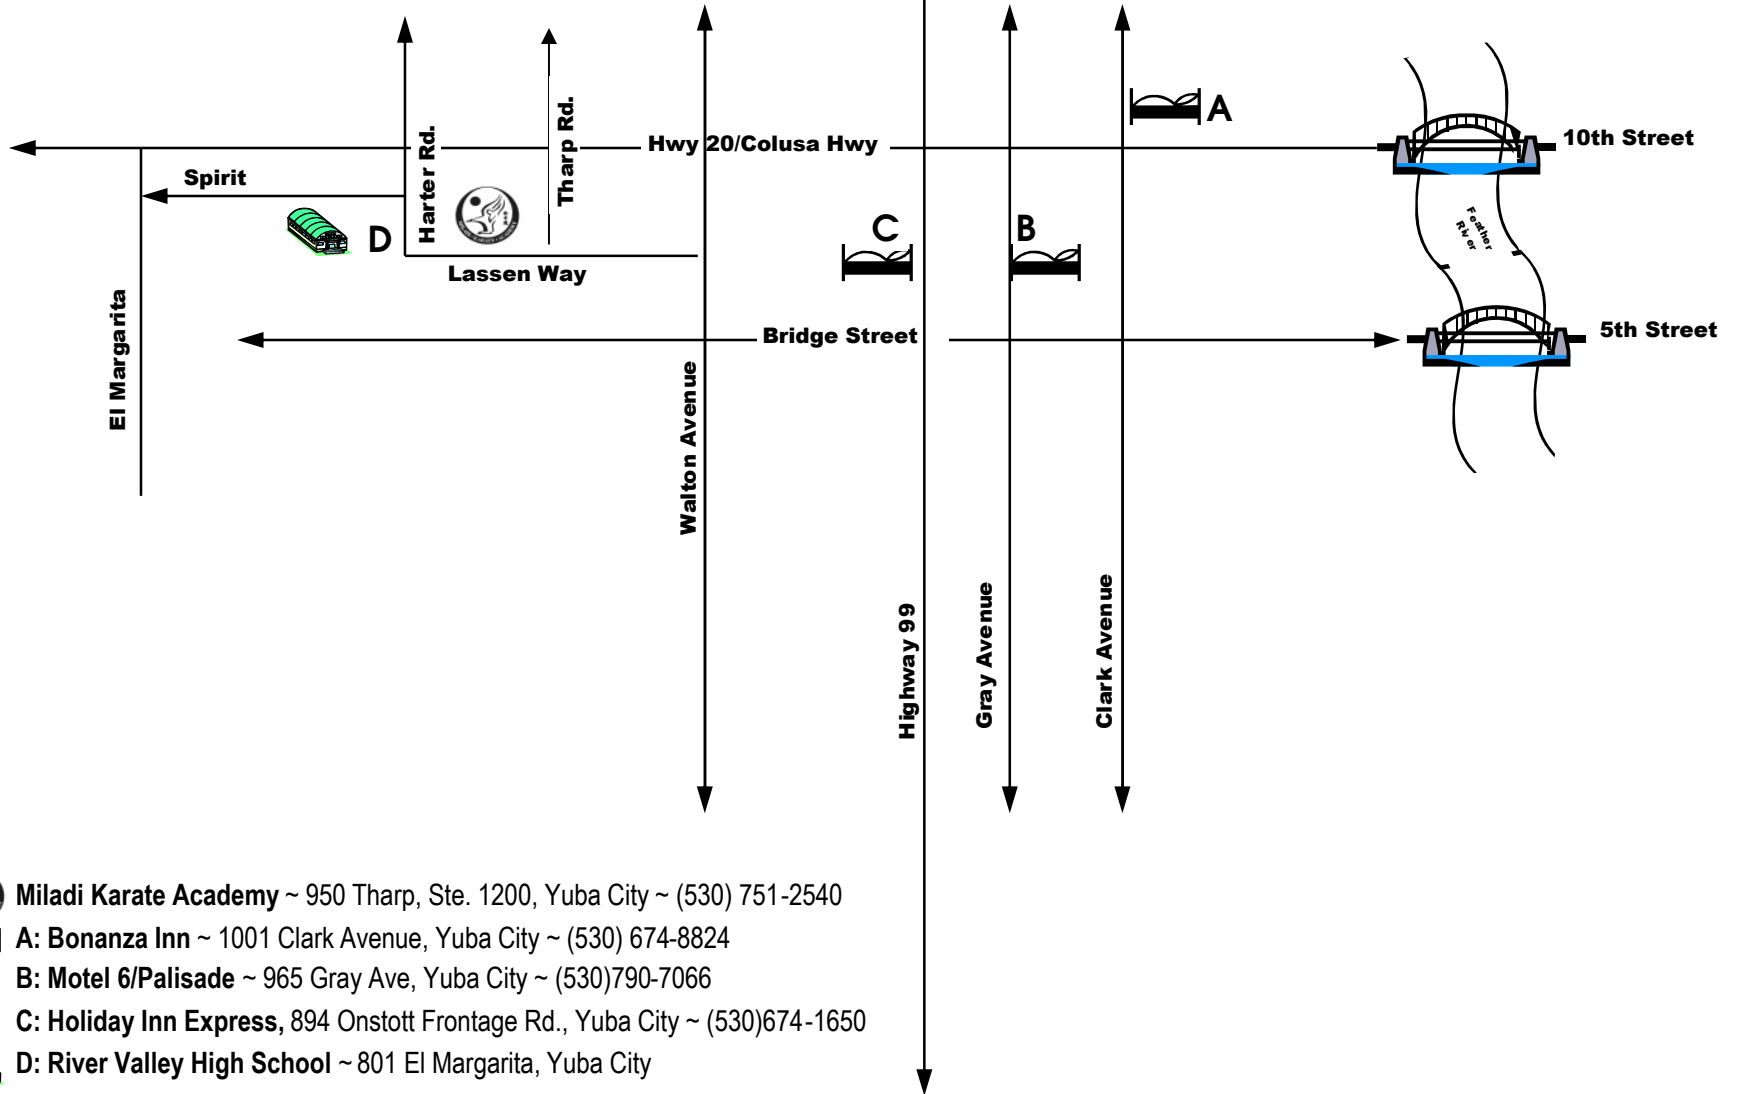 A
10th Street
Hwy 20/Colusa Hwy
Harter Rd.
Tharp Rd.
Spirit
D
C
B
Feather
River
Lassen Way
El Margarita
Bridge Street
5th Street
Walton Avenue
Highway 99
Gray Avenue
Clark Avenue
Miladi Karate Academy ~ 950 Tharp, Ste. 1200, Yuba City ~ (530) 751-2540
A: Bonanza Inn ~ 1001 Clark Avenue, Yuba City ~ (530) 674-8824
B: Motel 6/Palisade ~ 965 Gray Ave, Yuba City ~ (530)790-7066
C: Holiday Inn Express, 894 Onstott Frontage Rd., Yuba City ~ (530)674-1650
D: River Valley High School ~ 801 El Margarita, Yuba City